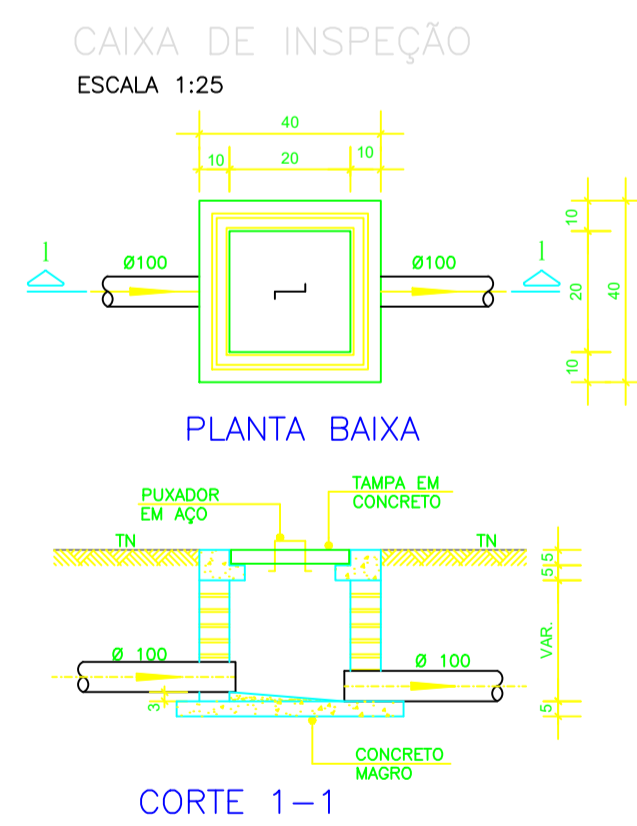 CAIXA DE INSPEÇÃO
ESCALA 1:25
40
10 20 10
1 1
Ø100 Ø100
10
20
40
10
PLANTA BAIXA
PUXADOR
EM AÇO
TAMPA EM
CONCRETO
TN TN
5
5
VAR.
Ø 100 Ø 100
3
5
CONCRETO
MAGRO
CORTE 1-1